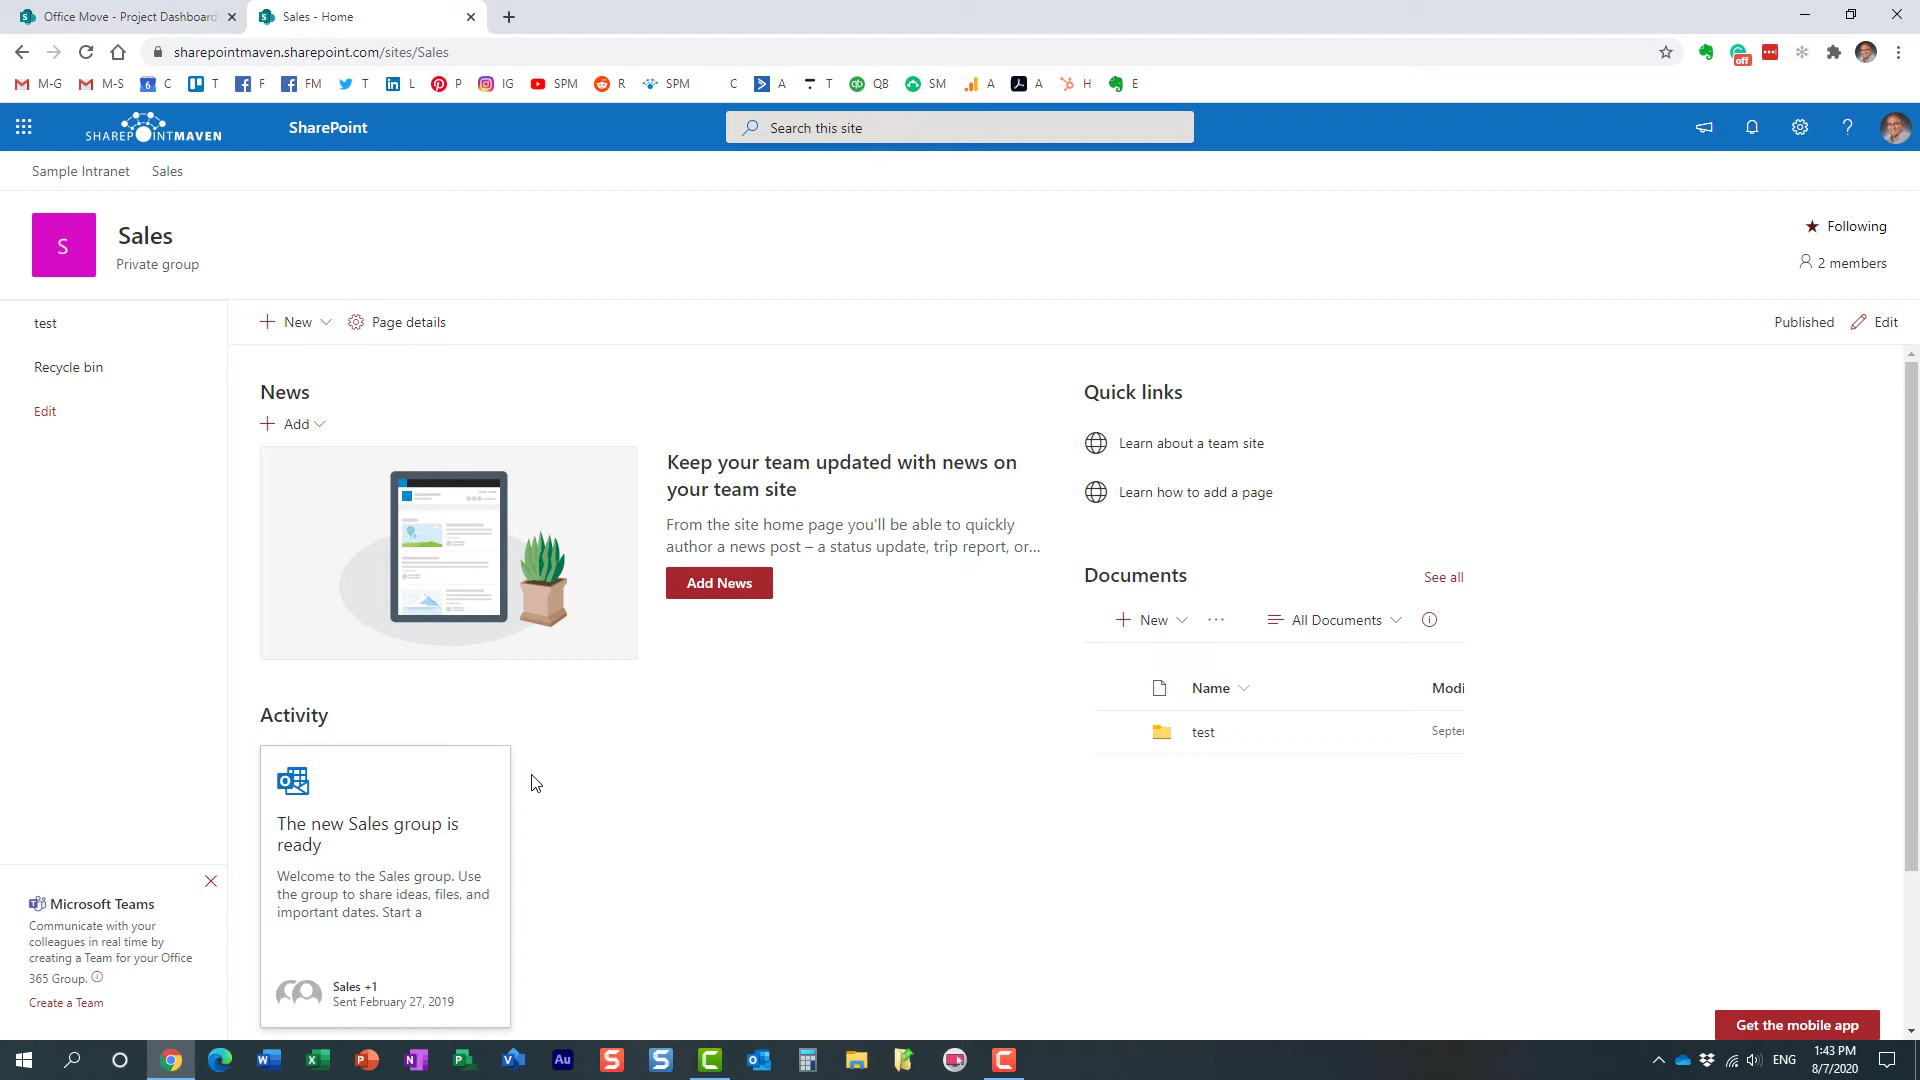 Office Move - Project Dashboard
Sales - Home
sharepointmaven.sharepoint.com/sites/Sales
M-G M-S C T F FM T L P IG SPM R SPM C A T QB SM A A H E
off
SHAREPOINTMAVEN
SharePoint
Search this site
Sample Intranet Sales
S
Sales
Private group
Following
2 members
test
Recycle bin
Edit
New Page details
Published Edit
News
Add
Keep your team updated with news on
your team site
From the site home page you'll be able to quickly
author a news post – a status update, trip report, or...
Add News
Activity
The new Sales group is
ready
Welcome to the Sales group. Use
the group to share ideas, files, and
important dates. Start a
Sales +1
Sent February 27, 2019
Quick links
Learn about a team site
Learn how to add a page
Documents See all
New All Documents
Name Modi
test Septer
Microsoft Teams
Communicate with your
colleagues in real time by
creating a Team for your Office
365 Group.
Create a Team
Get the mobile app
ENG
1:43 PM
8/7/2020